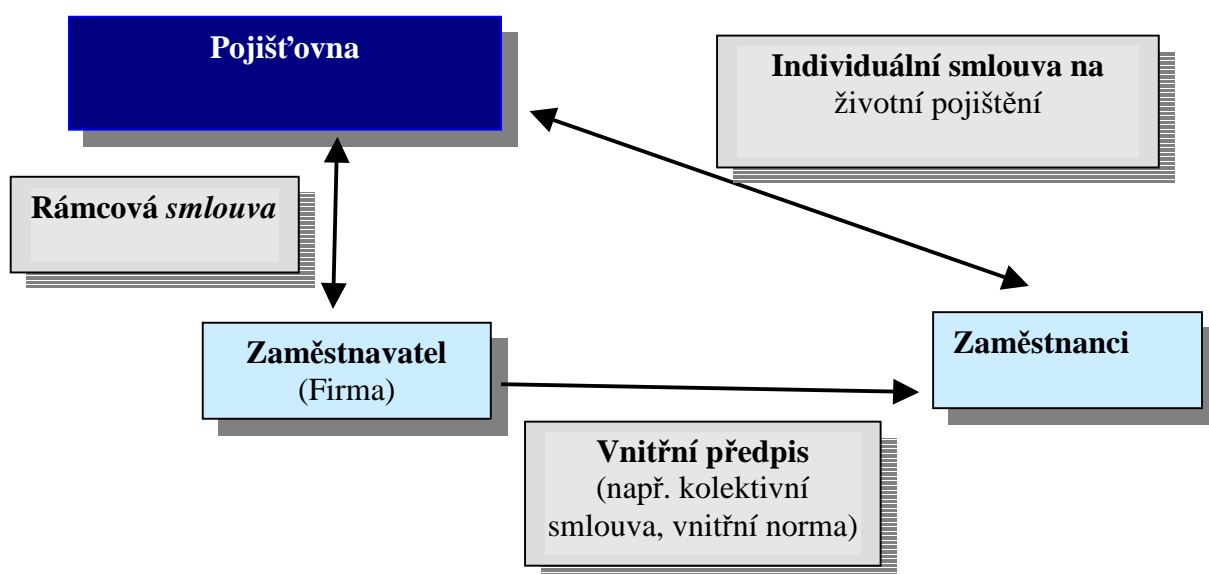 Pojišťovna
Individuální smlouva na
životní pojištění
Rámcová smlouva
Zaměstnavatel
(Firma)
Zaměstnanci
Vnitřní předpis
(např. kolektivní
smlouva, vnitřní norma)